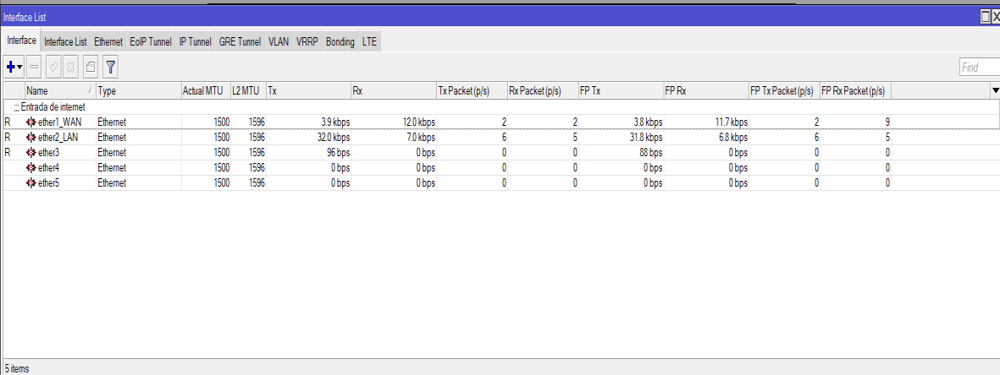 Interface List
Interface Interface List Ethernet EoIP Tunnel IP Tunnel GRE Tunnel VLAN VRRP Bonding LTE
Find
Name / Type Actual MTU L2 MTU Tx Rx Tx Packet (p/s) Rx Packet (p/s) FP Tx FP Rx FP Tx Packet (p/s) FP Rx Packet (p/s)
;;; Entrada de internet
R ether1_WAN Ethernet 1500 1596 3.9 kbps 12.0 kbps 2 2 3.8 kbps 11.7 kbps 2 9
R ether2_LAN Ethernet 1500 1596 32.0 kbps 7.0 kbps 6 5 31.8 kbps 6.8 kbps 6 5
R ether3 Ethernet 1500 1596 96 bps 0 bps 0 0 88 bps 0 bps 0 0
ether4 Ethernet 1500 1596 0 bps 0 bps 0 0 0 bps 0 bps 0 0
ether5 Ethernet 1500 1596 0 bps 0 bps 0 0 0 bps 0 bps 0 0
5 items